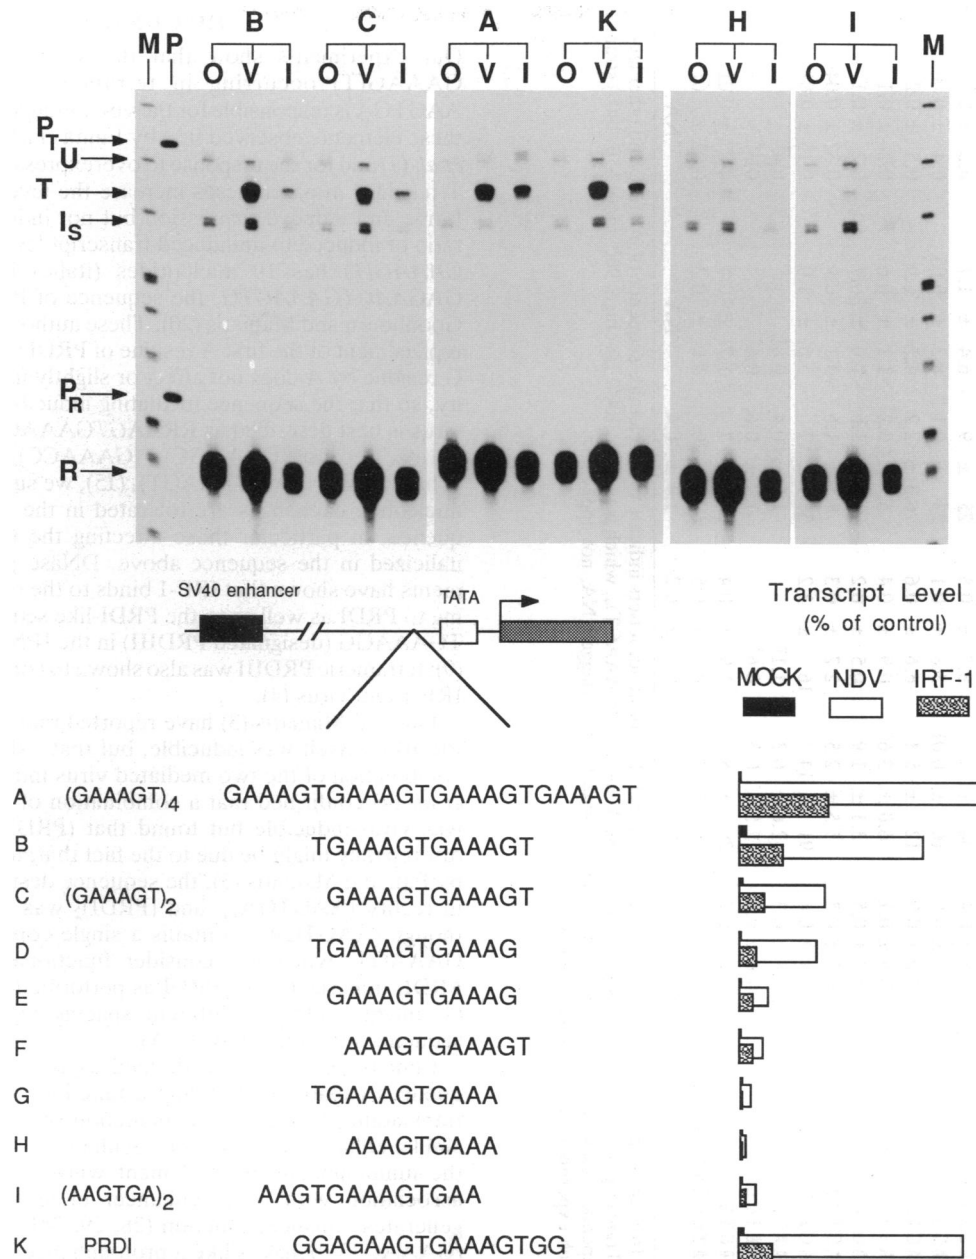 B C A K H I
M P O V I O V I O V I O V I O V I O V I M
PT
U
T
IS
PR
R
SV40 enhancer
TATA
Transcript Level
(% of control)
MOCK NDV IRF-1
A (GAAAGT)4 GAAAGTGAAAGTGAAAGTGAAAGT
B TGAAAGTGAAAGT
C (GAAAGT)2 GAAAGTGAAAGT
D TGAAAGTGAAAG
E GAAAGTGAAAG
F AAAGTGAAAGT
G TGAAAGTGAAA
H AAAGTGAAA
I (AAGTGA)2 AAGTGAAAGTGAA
K PRDI GGAGAAGTGAAAGTGG